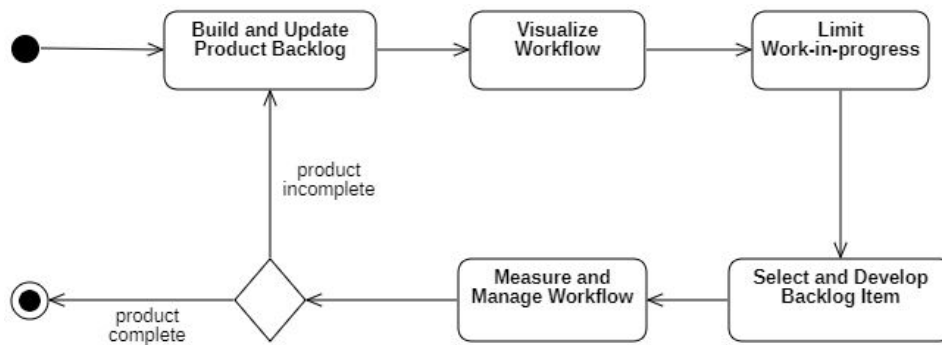 Build and Update
Product Backlog
Visualize
Workflow
Limit
Work-in-progress
product
incomplete
Measure and
Manage Workflow
Select and Develop
Backlog Item
product
complete